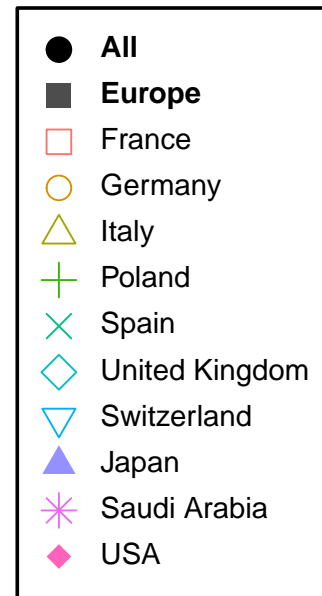 All
Europe
France
Germany
Italy
Poland
Spain
United Kingdom
Switzerland
Japan
Saudi Arabia
USA